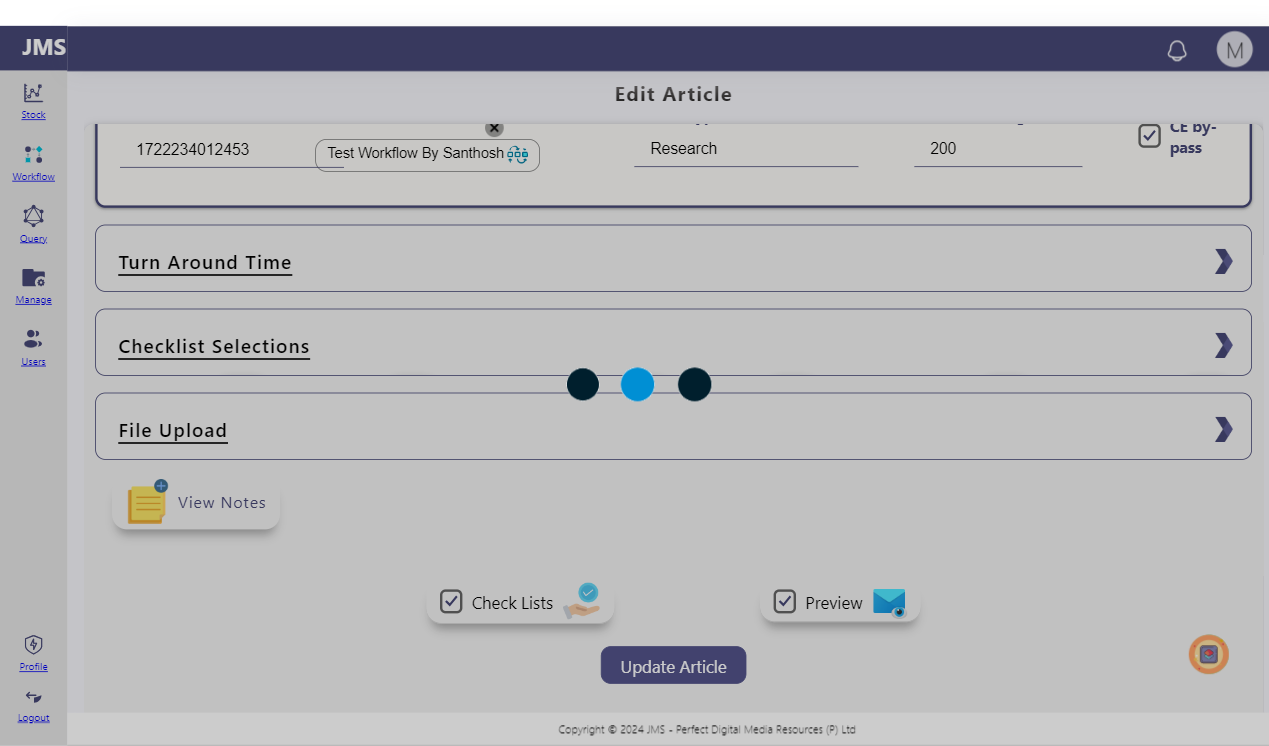 JMS
M
Edit Article
Stock
Workflow
Query
Manage
Users
Profile
Logout
1722234012453
Test Workflow By Santhosh
Research
200
CE by-
pass
Turn Around Time
Checklist Selections
File Upload
View Notes
Check Lists
Preview
Update Article
Copyright © 2024 JMS - Perfect Digital Media Resources (P) Ltd